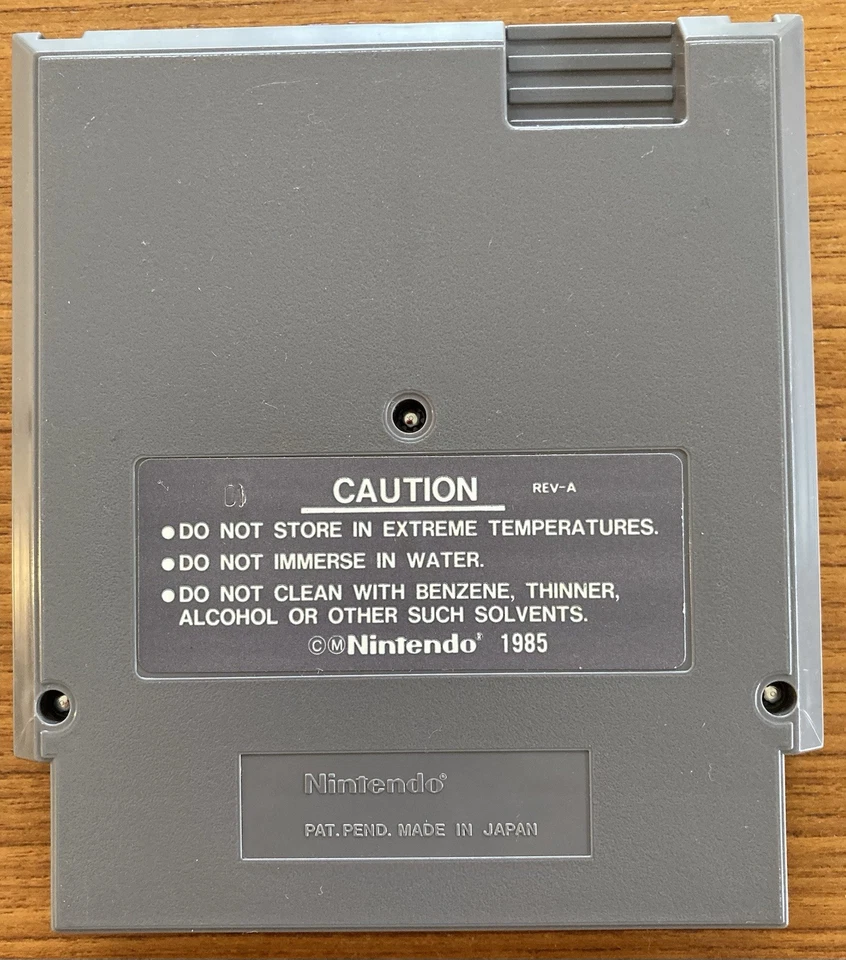 CAUTION REV-A
●DO NOT STORE IN EXTREME TEMPERATURES.
●DO NOT IMMERSE IN WATER.
●DO NOT CLEAN WITH BENZENE, THINNER,
ALCOHOL OR OTHER SUCH SOLVENTS.
©ⓂNintendo® 1985
Nintendo®
PAT. PEND. MADE IN JAPAN